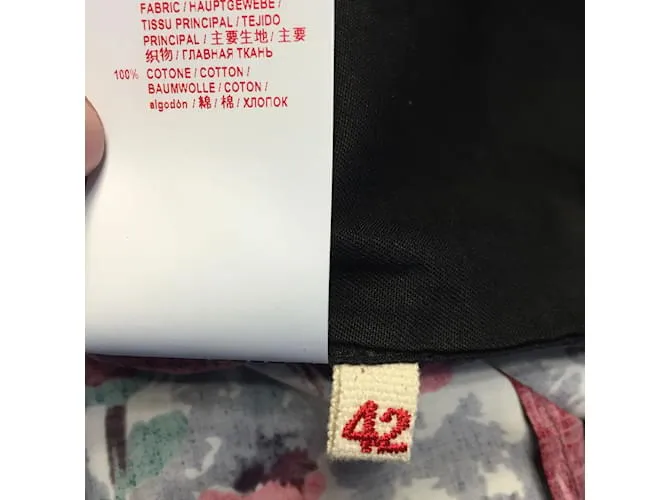 FABRIC / HAUPTGEWEBE /
TISSU PRINCIPAL / TEJIDO
PRINCIPAL / 主要生地 / 主要
织物 / ГЛАВНАЯ ТКАНЬ
100% COTONE / COTTON /
BAUMWOLLE / COTON /
algodón / 綿 / 棉 / ХЛОПОК
42